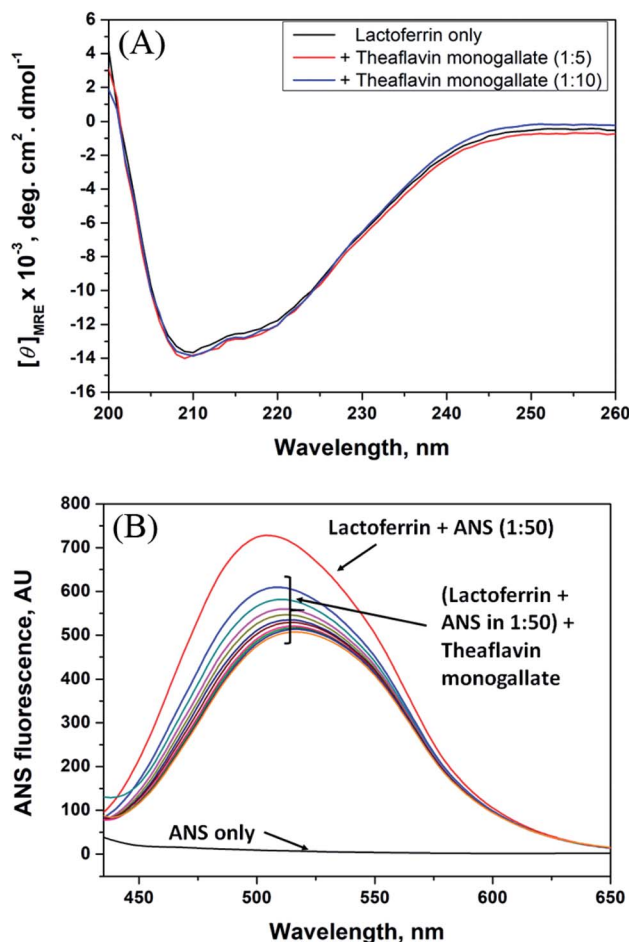 (A)
Lactoferrin only
+ Theaflavin monogallate (1:5)
+ Theaflavin monogallate (1:10)
6
4
2
0
-2
-4
-6
-8
-10
-12
-14
-16
[θ]MRE x 10⁻³, deg. cm². dmol⁻¹
200 210 220 230 240 250 260
Wavelength, nm
(B)
800
700
600
500
400
300
200
100
0
ANS fluorescence, AU
Lactoferrin + ANS (1:50)
(Lactoferrin +
ANS in 1:50) +
Theaflavin
monogallate
ANS only
450 500 550 600 650
Wavelength, nm